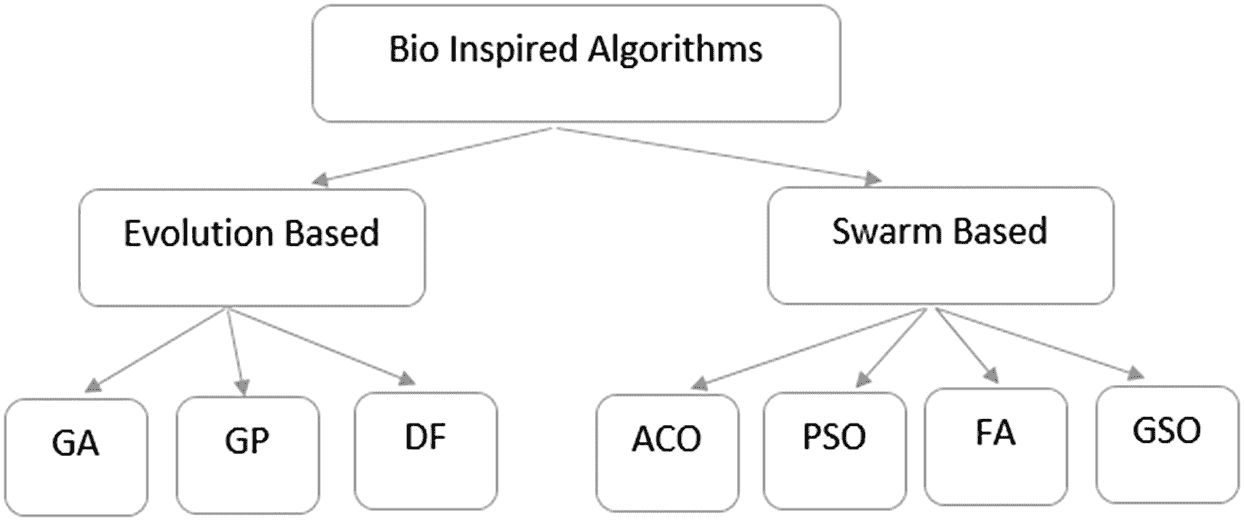 Bio Inspired Algorithms
Evolution Based
Swarm Based
GA
GP
DF
ACO
PSO
FA
GSO